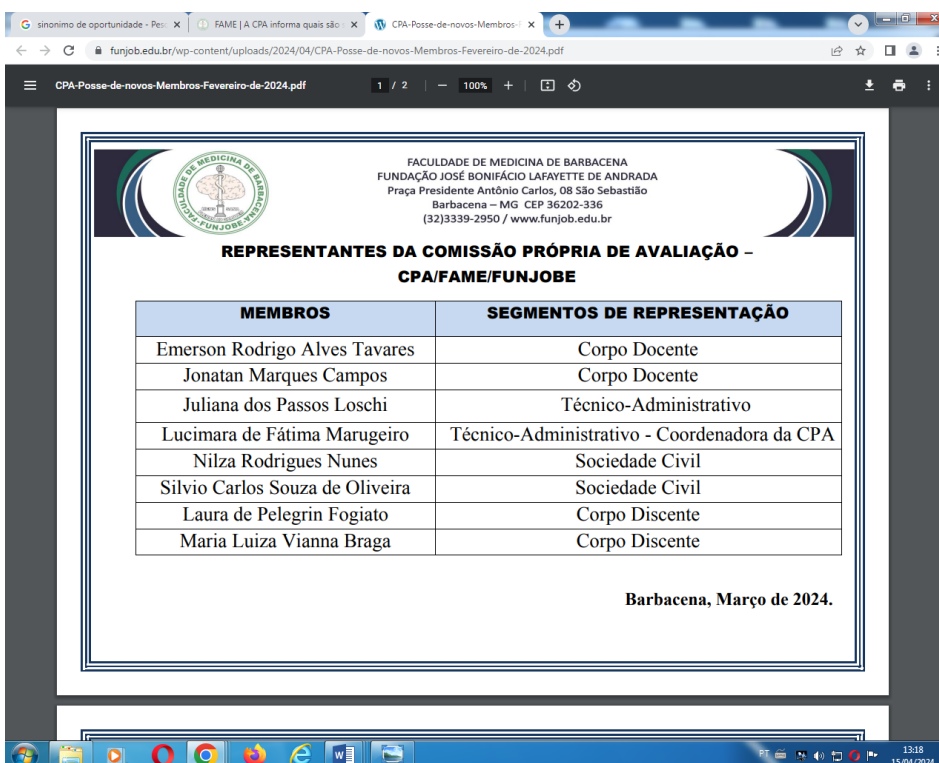 sinonimo de oportunidade - Pes
FAME | A CPA informa quais são
CPA-Posse-de-novos-Membros-
funjob.edu.br/wp-content/uploads/2024/04/CPA-Posse-de-novos-Membros-Fevereiro-de-2024.pdf
CPA-Posse-de-novos-Membros-Fevereiro-de-2024.pdf 1 / 2 100%
FACULDADE DE MEDICINA DE BARBACENA
FUNDAÇÃO JOSÉ BONIFÁCIO LAFAYETTE DE ANDRADA
Praça Presidente Antônio Carlos, 08 São Sebastião
Barbacena – MG CEP 36202-336
(32)3339-2950 / www.funjob.edu.br
FACULDADE DE MEDICINA DE BARBACENA
FUNJOBE
REPRESENTANTES DA COMISSÃO PRÓPRIA DE AVALIAÇÃO –
CPA/FAME/FUNJOBE
MEMBROS SEGMENTOS DE REPRESENTAÇÃO
Emerson Rodrigo Alves Tavares Corpo Docente
Jonatan Marques Campos Corpo Docente
Juliana dos Passos Loschi Técnico-Administrativo
Lucimara de Fátima Marugeiro Técnico-Administrativo - Coordenadora da CPA
Nilza Rodrigues Nunes Sociedade Civil
Silvio Carlos Souza de Oliveira Sociedade Civil
Laura de Pelegrin Fogiato Corpo Discente
Maria Luiza Vianna Braga Corpo Discente
Barbacena, Março de 2024.
PT 13:18
15/04/2024